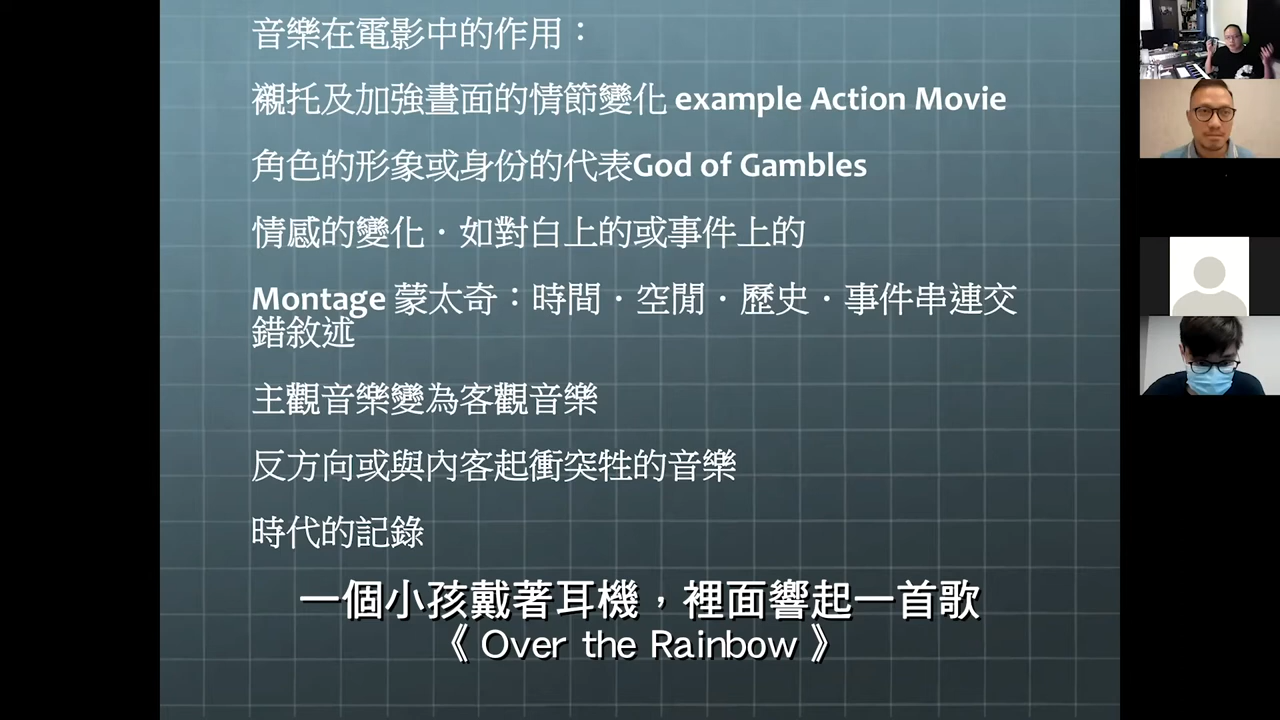 音樂在電影中的作用：
襯托及加強畫面的情節變化 example Action Movie
角色的形象或身份的代表God of Gambles
情感的變化．如對白上的或事件上的
Montage 蒙太奇：時間．空閒．歷史．事件串連交
錯敘述
主觀音樂變為客觀音樂
反方向或與內客起衝突牲的音樂
時代的記錄
一個小孩戴著耳機，裡面響起一首歌
《 Over the Rainbow 》